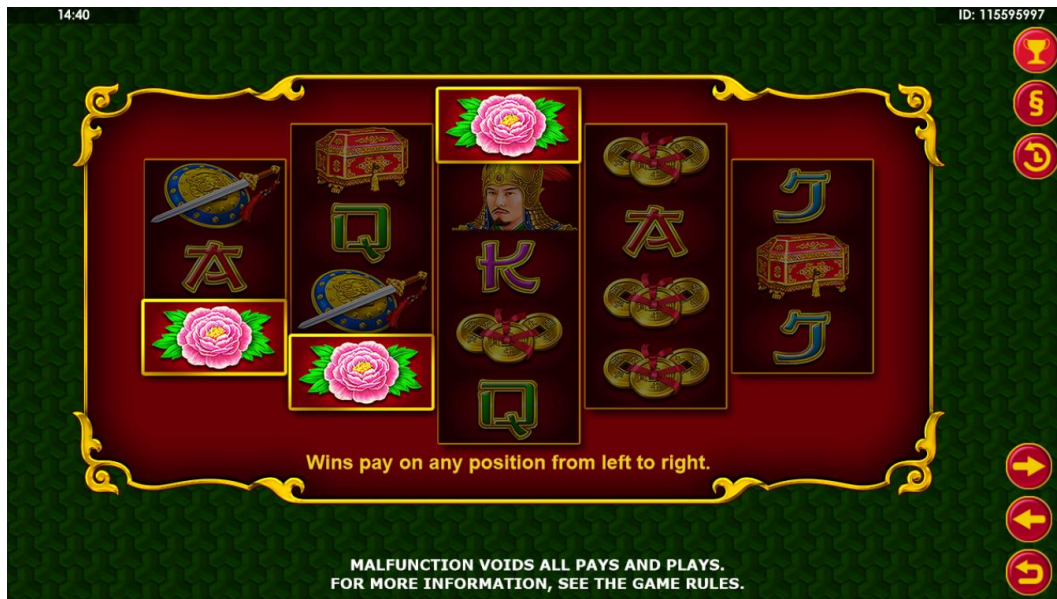 14:40
ID: 115595997
A
Q
K
Q
A
J
J
Wins pay on any position from left to right.
MALFUNCTION VOIDS ALL PAYS AND PLAYS.
FOR MORE INFORMATION, SEE THE GAME RULES.
§